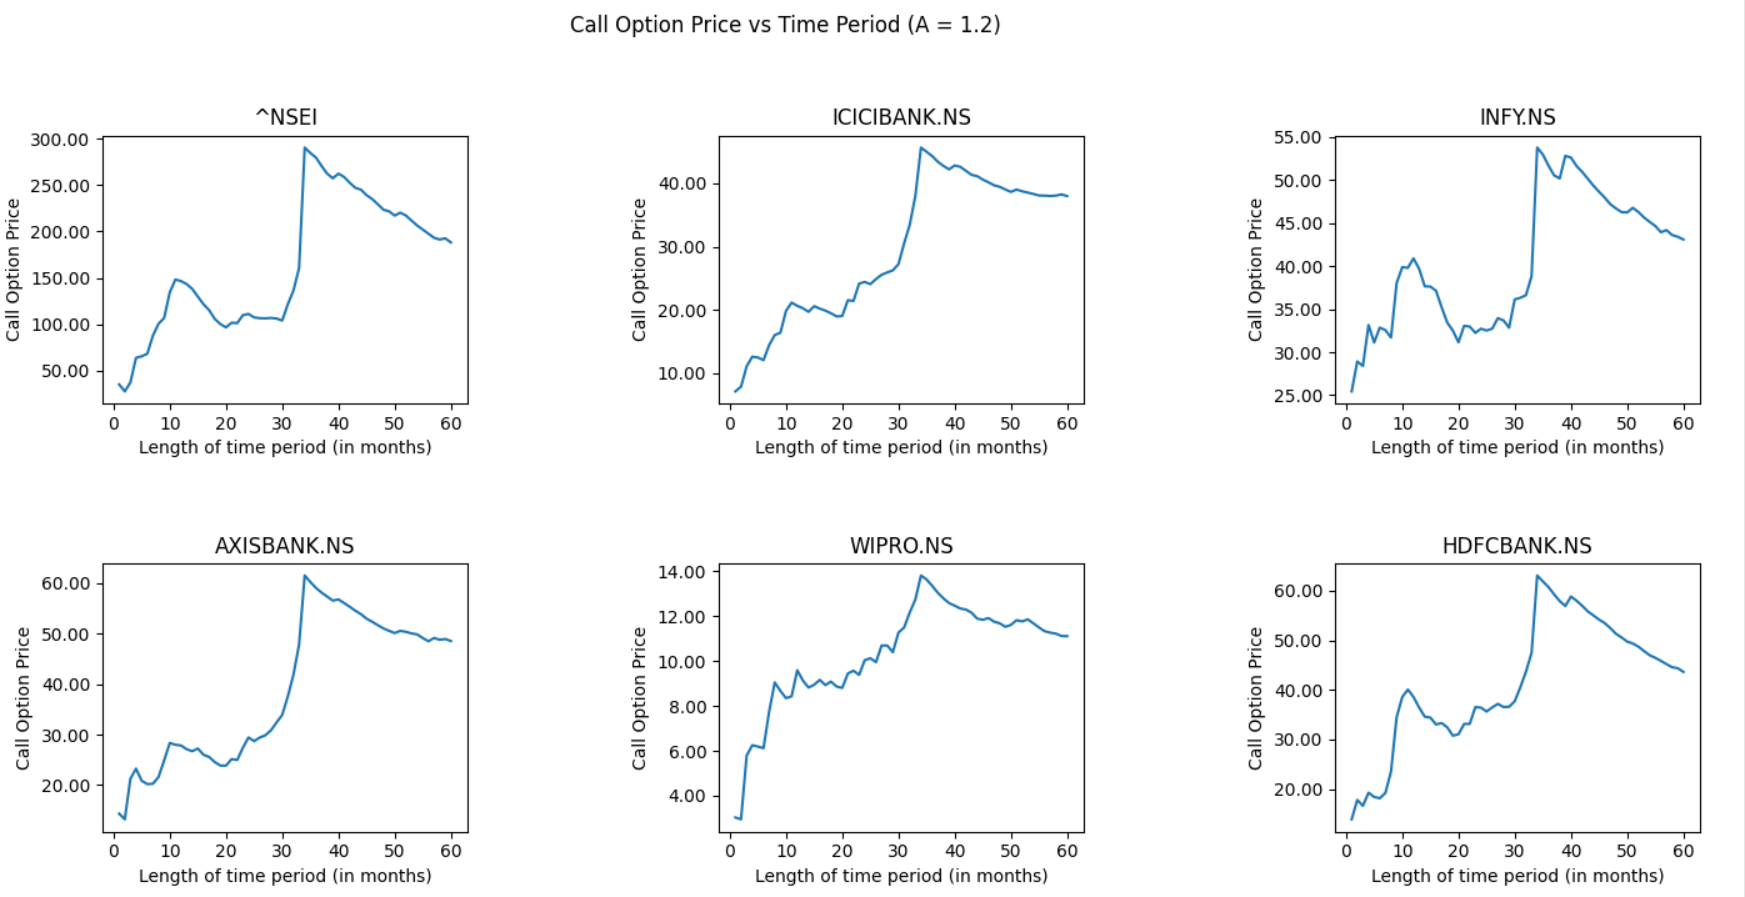 Call Option Price vs Time Period (A = 1.2)
^NSEI
300.00
250.00
200.00
150.00
100.00
50.00
Call Option Price
0 10 20 30 40 50 60
Length of time period (in months)
ICICIBANK.NS
40.00
30.00
20.00
10.00
Call Option Price
0 10 20 30 40 50 60
Length of time period (in months)
INFY.NS
55.00
50.00
45.00
40.00
35.00
30.00
25.00
Call Option Price
0 10 20 30 40 50 60
Length of time period (in months)
AXISBANK.NS
60.00
50.00
40.00
30.00
20.00
Call Option Price
0 10 20 30 40 50 60
Length of time period (in months)
WIPRO.NS
14.00
12.00
10.00
8.00
6.00
4.00
Call Option Price
0 10 20 30 40 50 60
Length of time period (in months)
HDFCBANK.NS
60.00
50.00
40.00
30.00
20.00
Call Option Price
0 10 20 30 40 50 60
Length of time period (in months)